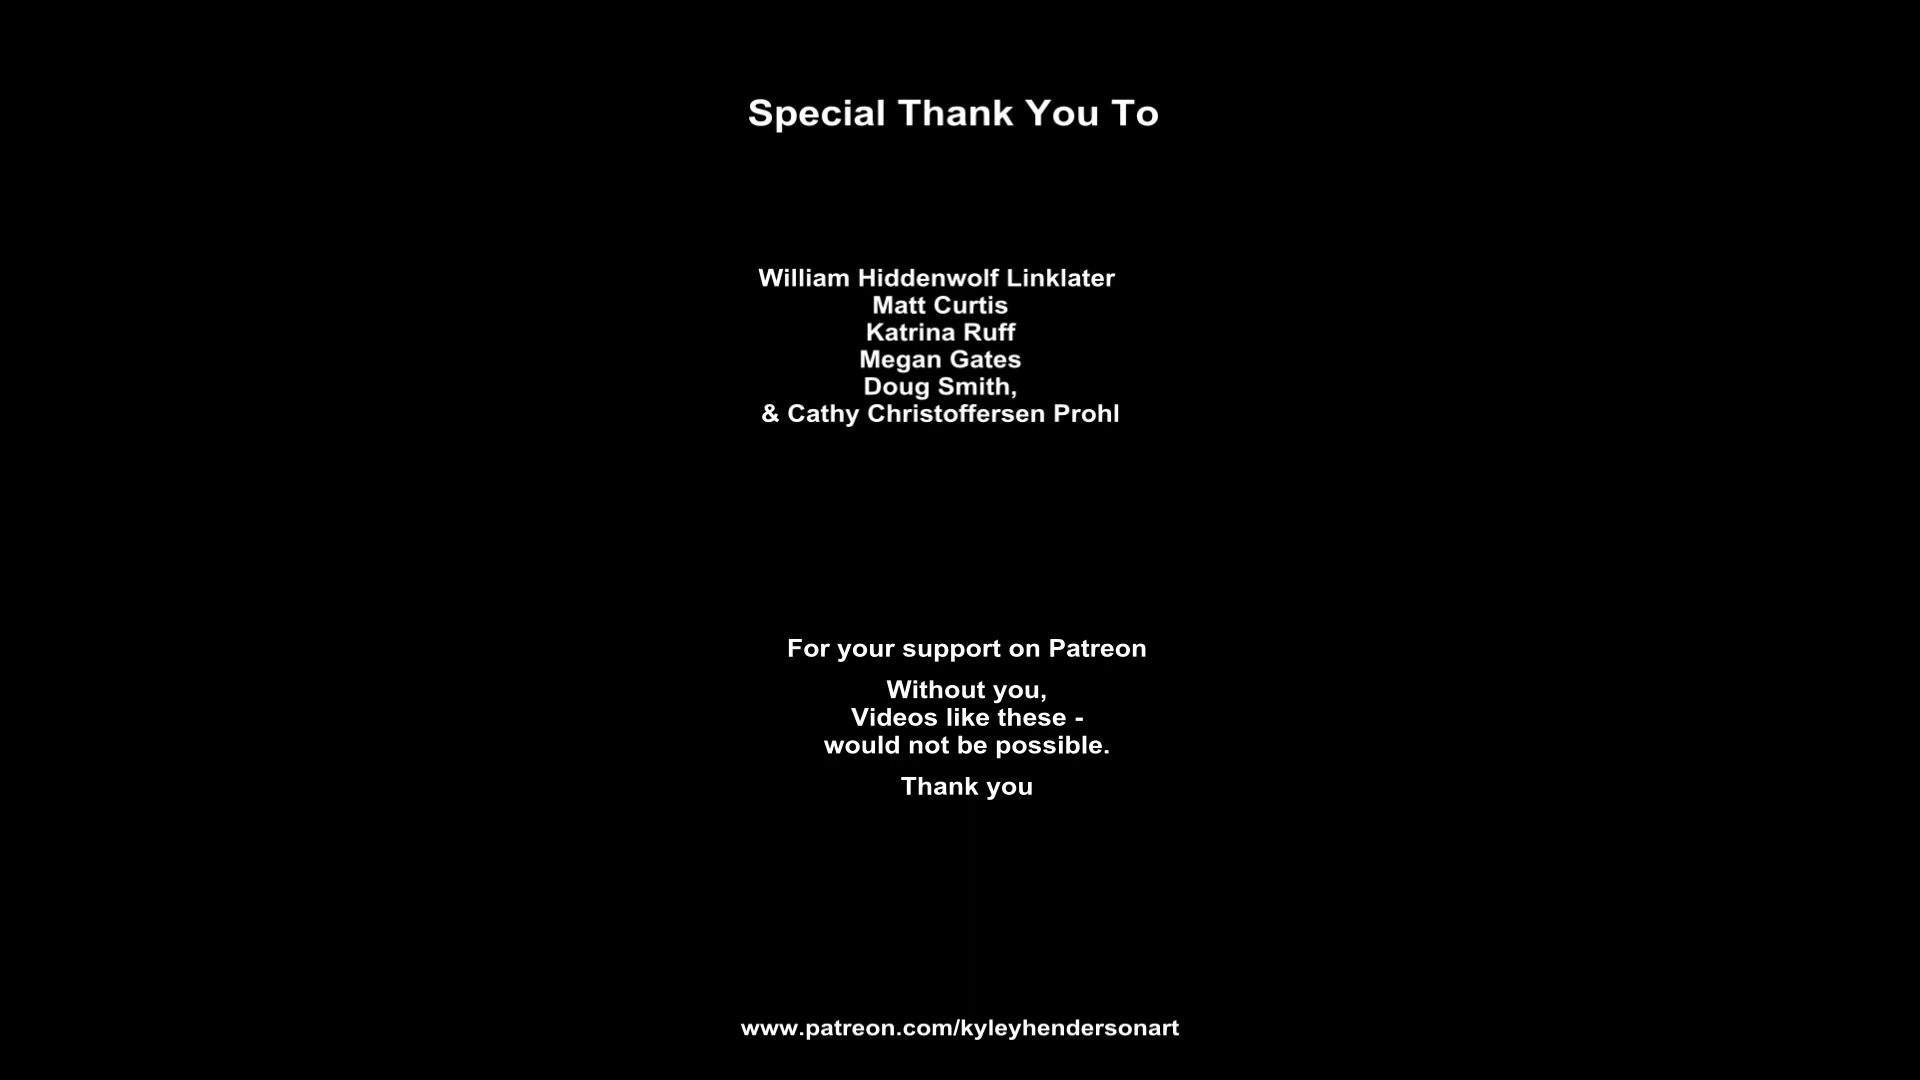 Special Thank You To
William Hiddenwolf Linklater
Matt Curtis
Katrina Ruff
Megan Gates
Doug Smith,
& Cathy Christoffersen Prohl
For your support on Patreon
Without you,
Videos like these -
would not be possible.
Thank you
www.patreon.com/kyleyhendersonart